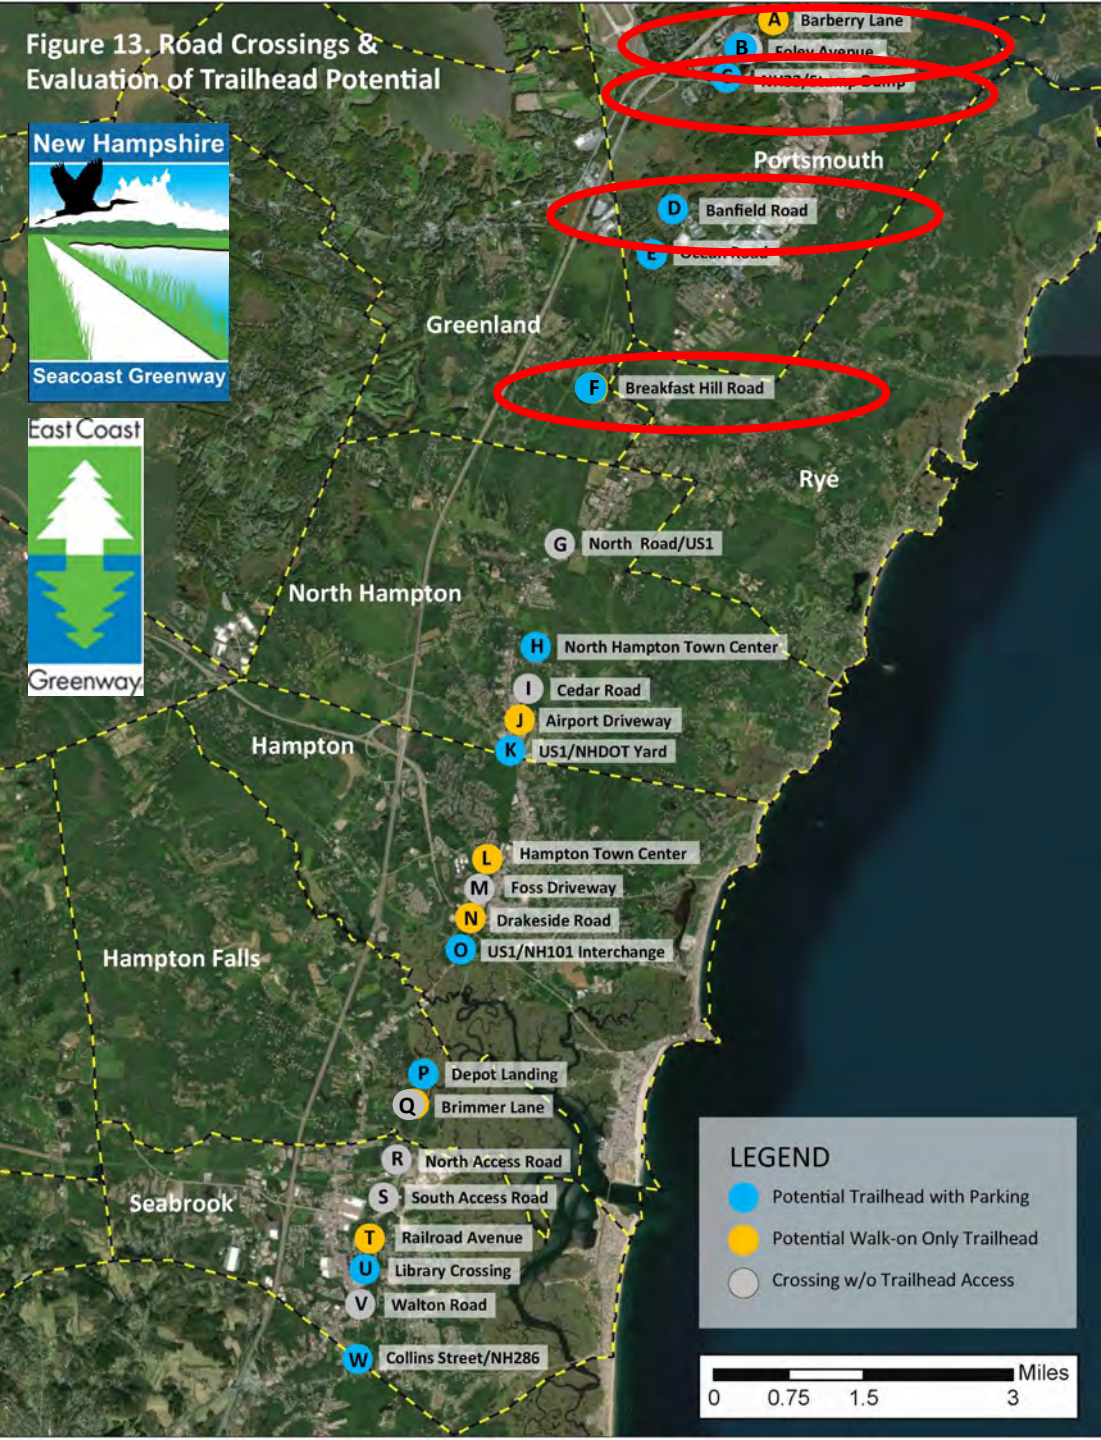 Figure 13. Road Crossings &
Evaluation of Trailhead Potential
New Hampshire
Seacoast Greenway
East Coast
Greenway
A Barberry Lane
B Foley Avenue
C NH33/Stump Dump
Portsmouth
D Banfield Road
E Ocean Road
Greenland
F Breakfast Hill Road
Rye
G North Road/US1
North Hampton
H North Hampton Town Center
I Cedar Road
J Airport Driveway
Hampton
K US1/NHDOT Yard
L Hampton Town Center
M Foss Driveway
N Drakeside Road
O US1/NH101 Interchange
Hampton Falls
P Depot Landing
Q Brimmer Lane
R North Access Road
S South Access Road
Seabrook
T Railroad Avenue
U Library Crossing
V Walton Road
W Collins Street/NH286
LEGEND
Potential Trailhead with Parking
Potential Walk-on Only Trailhead
Crossing w/o Trailhead Access
Miles
0 0.75 1.5 3